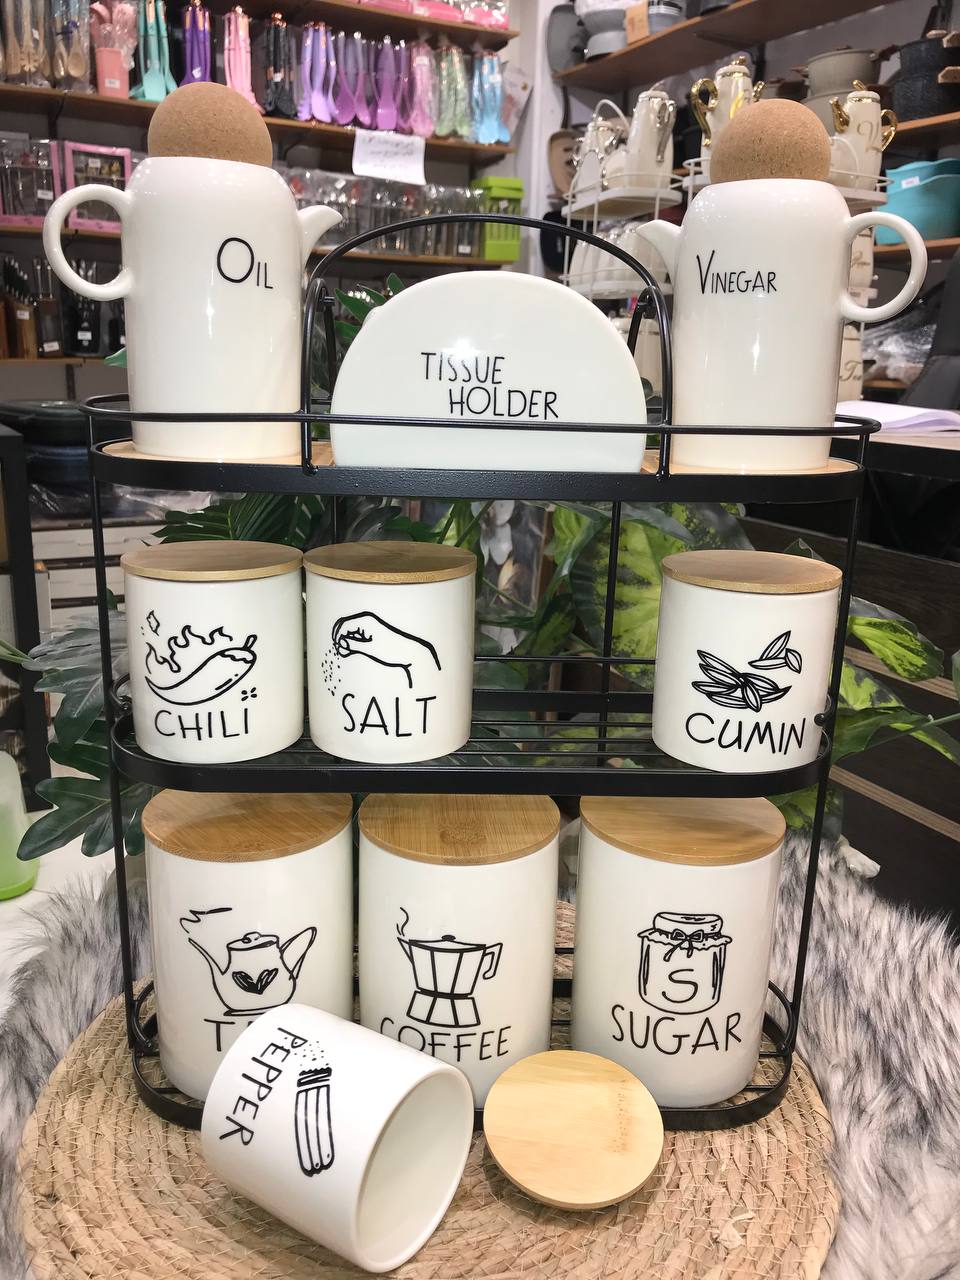 OIL
VINEGAR
TISSUE
HOLDER
CHILI
SALT
CUMIN
COFFEE
S
SUGAR
PEPPER